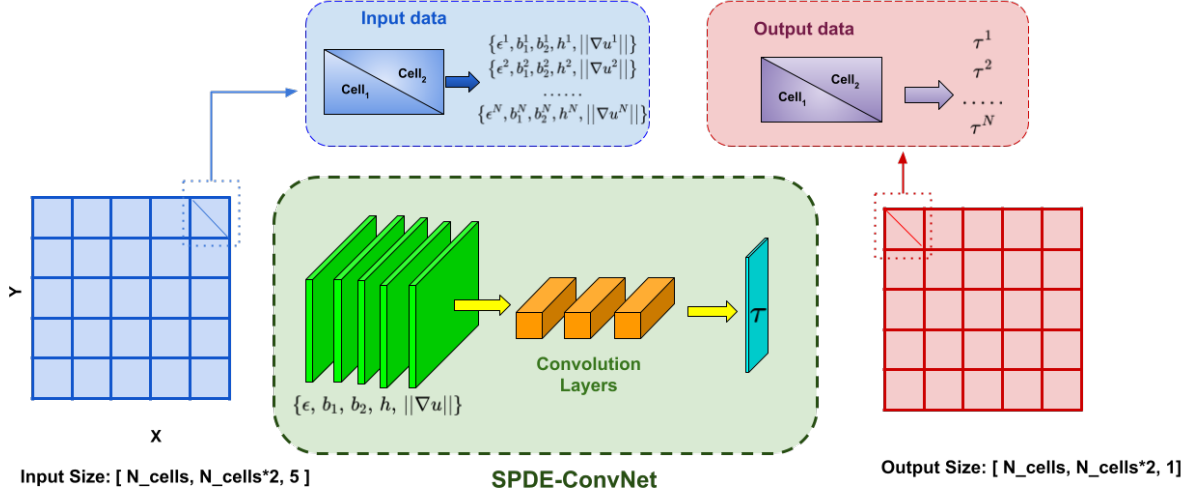 Input data
Cell₁
Cell₂
{ϵ¹, b₁¹, b₂¹, h¹, ||∇u¹||}
{ϵ², b₁², b₂², h², ||∇u²||}
......
{ϵᴺ, b₁ᴺ, b₂ᴺ, hᴺ, ||∇uᴺ||}
Output data
Cell₁
Cell₂
τ¹
τ²
.....
τᴺ
Y
X
Input Size: [ N_cells, N_cells*2, 5 ]
{ϵ, b₁, b₂, h, ||∇u||}
Convolution
Layers
τ
SPDE-ConvNet
Output Size: [ N_cells, N_cells*2, 1]